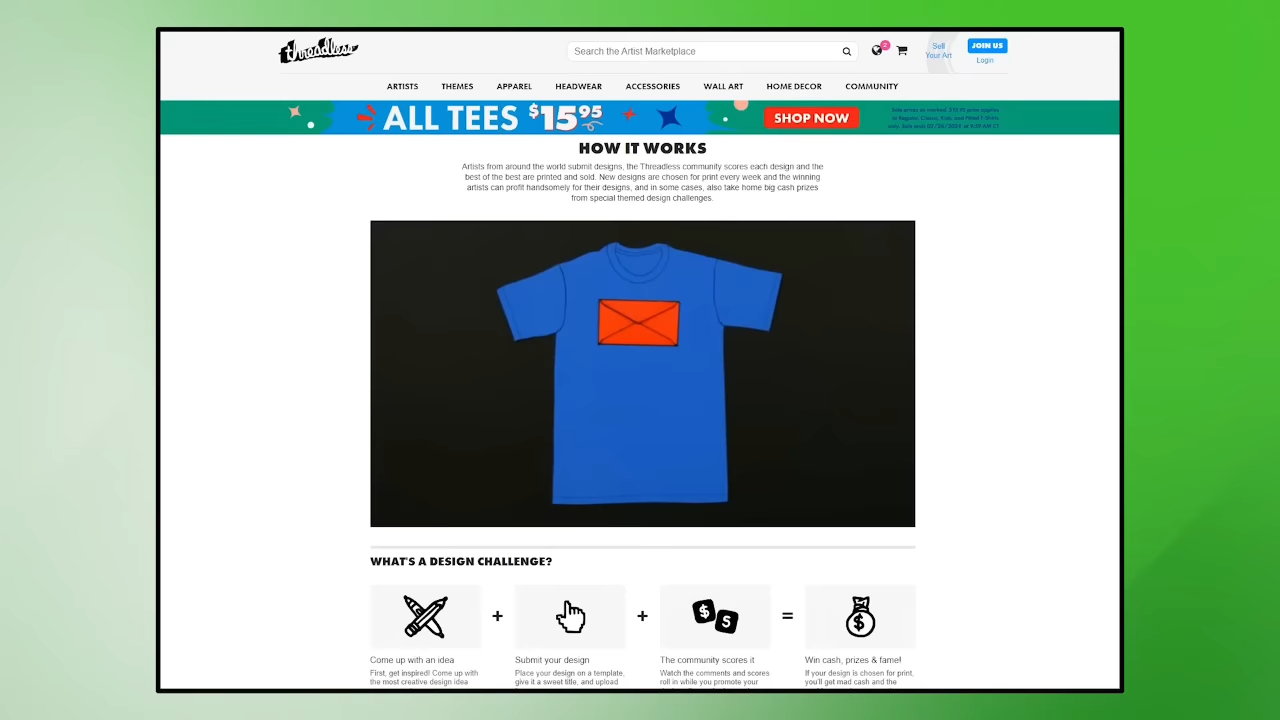 threadless
Search the Artist Marketplace
2
Sell
Your Art
JOIN US
Login
ARTISTS THEMES APPAREL HEADWEAR ACCESSORIES WALL ART HOME DECOR COMMUNITY
ALL TEES $15.95
SHOP NOW
HOW IT WORKS
Artists from around the world submit designs, the Threadless community scores each design and the
best of the best are printed and sold. New designs are chosen for print every week and the winning
artists can profit handsomely for their designs, and in some cases, also take home big cash prizes
from special themed design challenges.
WHAT'S A DESIGN CHALLENGE?
$ $ $
+ + =
Come up with an idea
First, get inspired! Come up with
the most creative design idea
Submit your design
Place your design on a template,
give it a sweet title, and upload
The community scores it
Watch the comments and scores
roll in while you promote your
Win cash, prizes & fame!
If your design is chosen for print,
you'll get mad cash and the